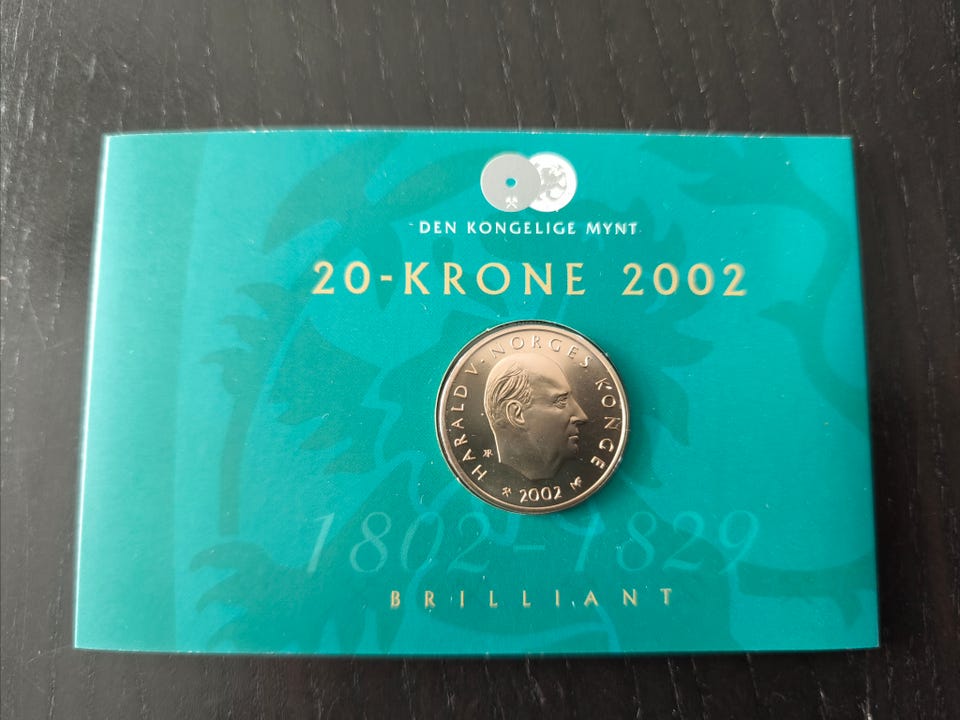 DEN KONGELIGE MYNT
20-KRONE 2002
HARALD V · NORGES KONGE
2002
1802-1829
BRILLIANT